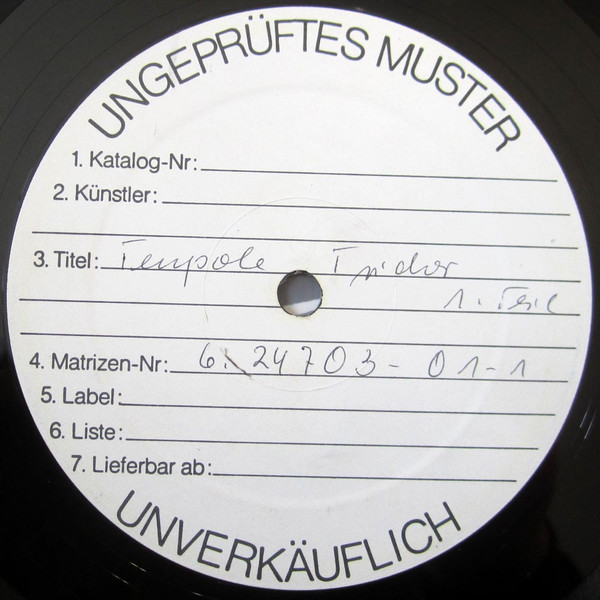 UNGEPRÜFTES MUSTER
1. Katalog-Nr:
2. Künstler:
3. Titel: Tenpole Tudor
1. Teil
4. Matrizen-Nr: 6.24703-01-1
5. Label:
6. Liste:
7. Lieferbar ab:
UNVERKÄUFLICH